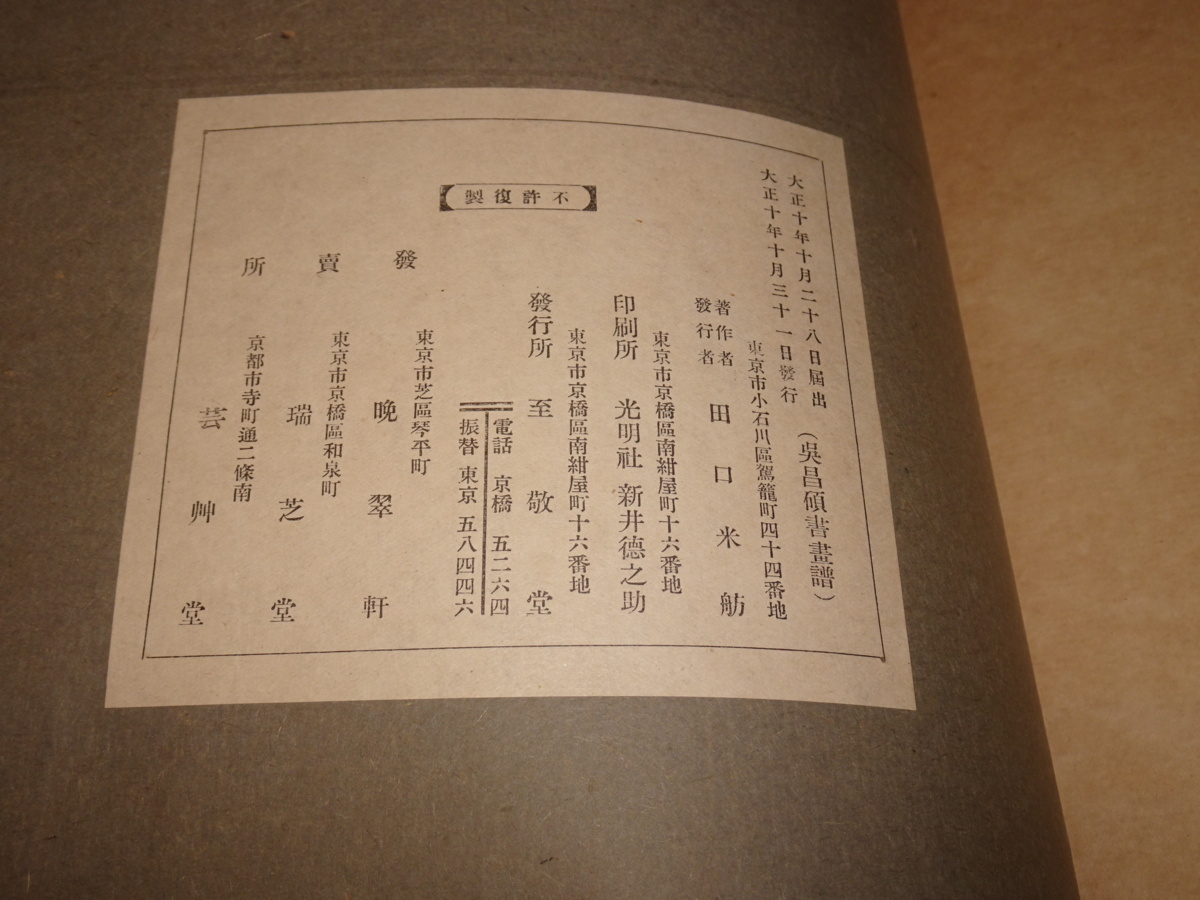 大正十年十月二十八日屆出
(吳昌碩書畫譜)
大正十年十月三十一日發行
東京市小石川區駕籠町四十四番地
著作者
發行者
田口米舫
東京市京橋區南紺屋町十六番地
印刷所 光明社 新井德之助
東京市京橋區南紺屋町十六番地
發行所 至敬堂
電話 京橋 五二六四
振替 東京 五八四四六
不許復製
發賣所
東京市芝區琴平町
晚翠軒
東京市京橋區和泉町
瑞芝堂
京都市寺町通二條南
芸艸堂